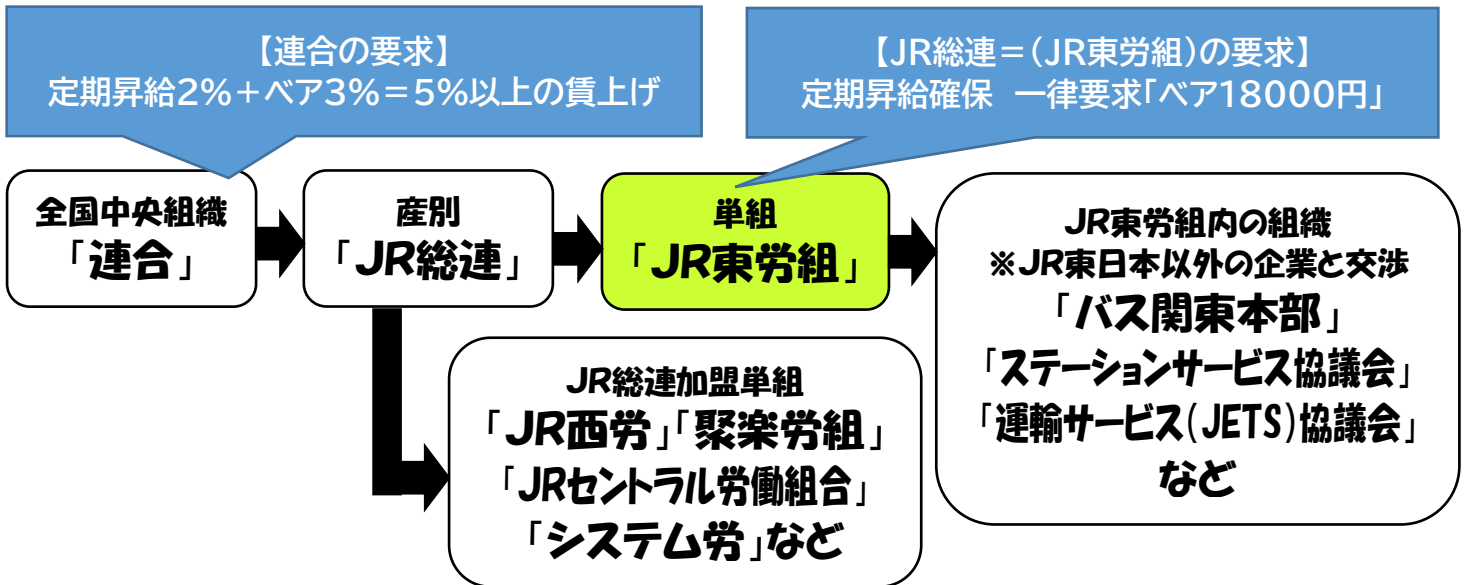 【連合の要求】
定期昇給2%+ベア3%=5%以上の賃上げ
【JR総連=(JR東労組)の要求】
定期昇給確保 一律要求「ベア18000円」
全国中央組織
「連合」
産別
「JR総連」
単組
「JR東労組」
JR東労組内の組織
※JR東日本以外の企業と交渉
「バス関東本部」
「ステーションサービス協議会」
「運輸サービス(JETS)協議会」
など
JR総連加盟単組
「JR西労」「聚楽労組」
「JRセントラル労働組合」
「システム労」など